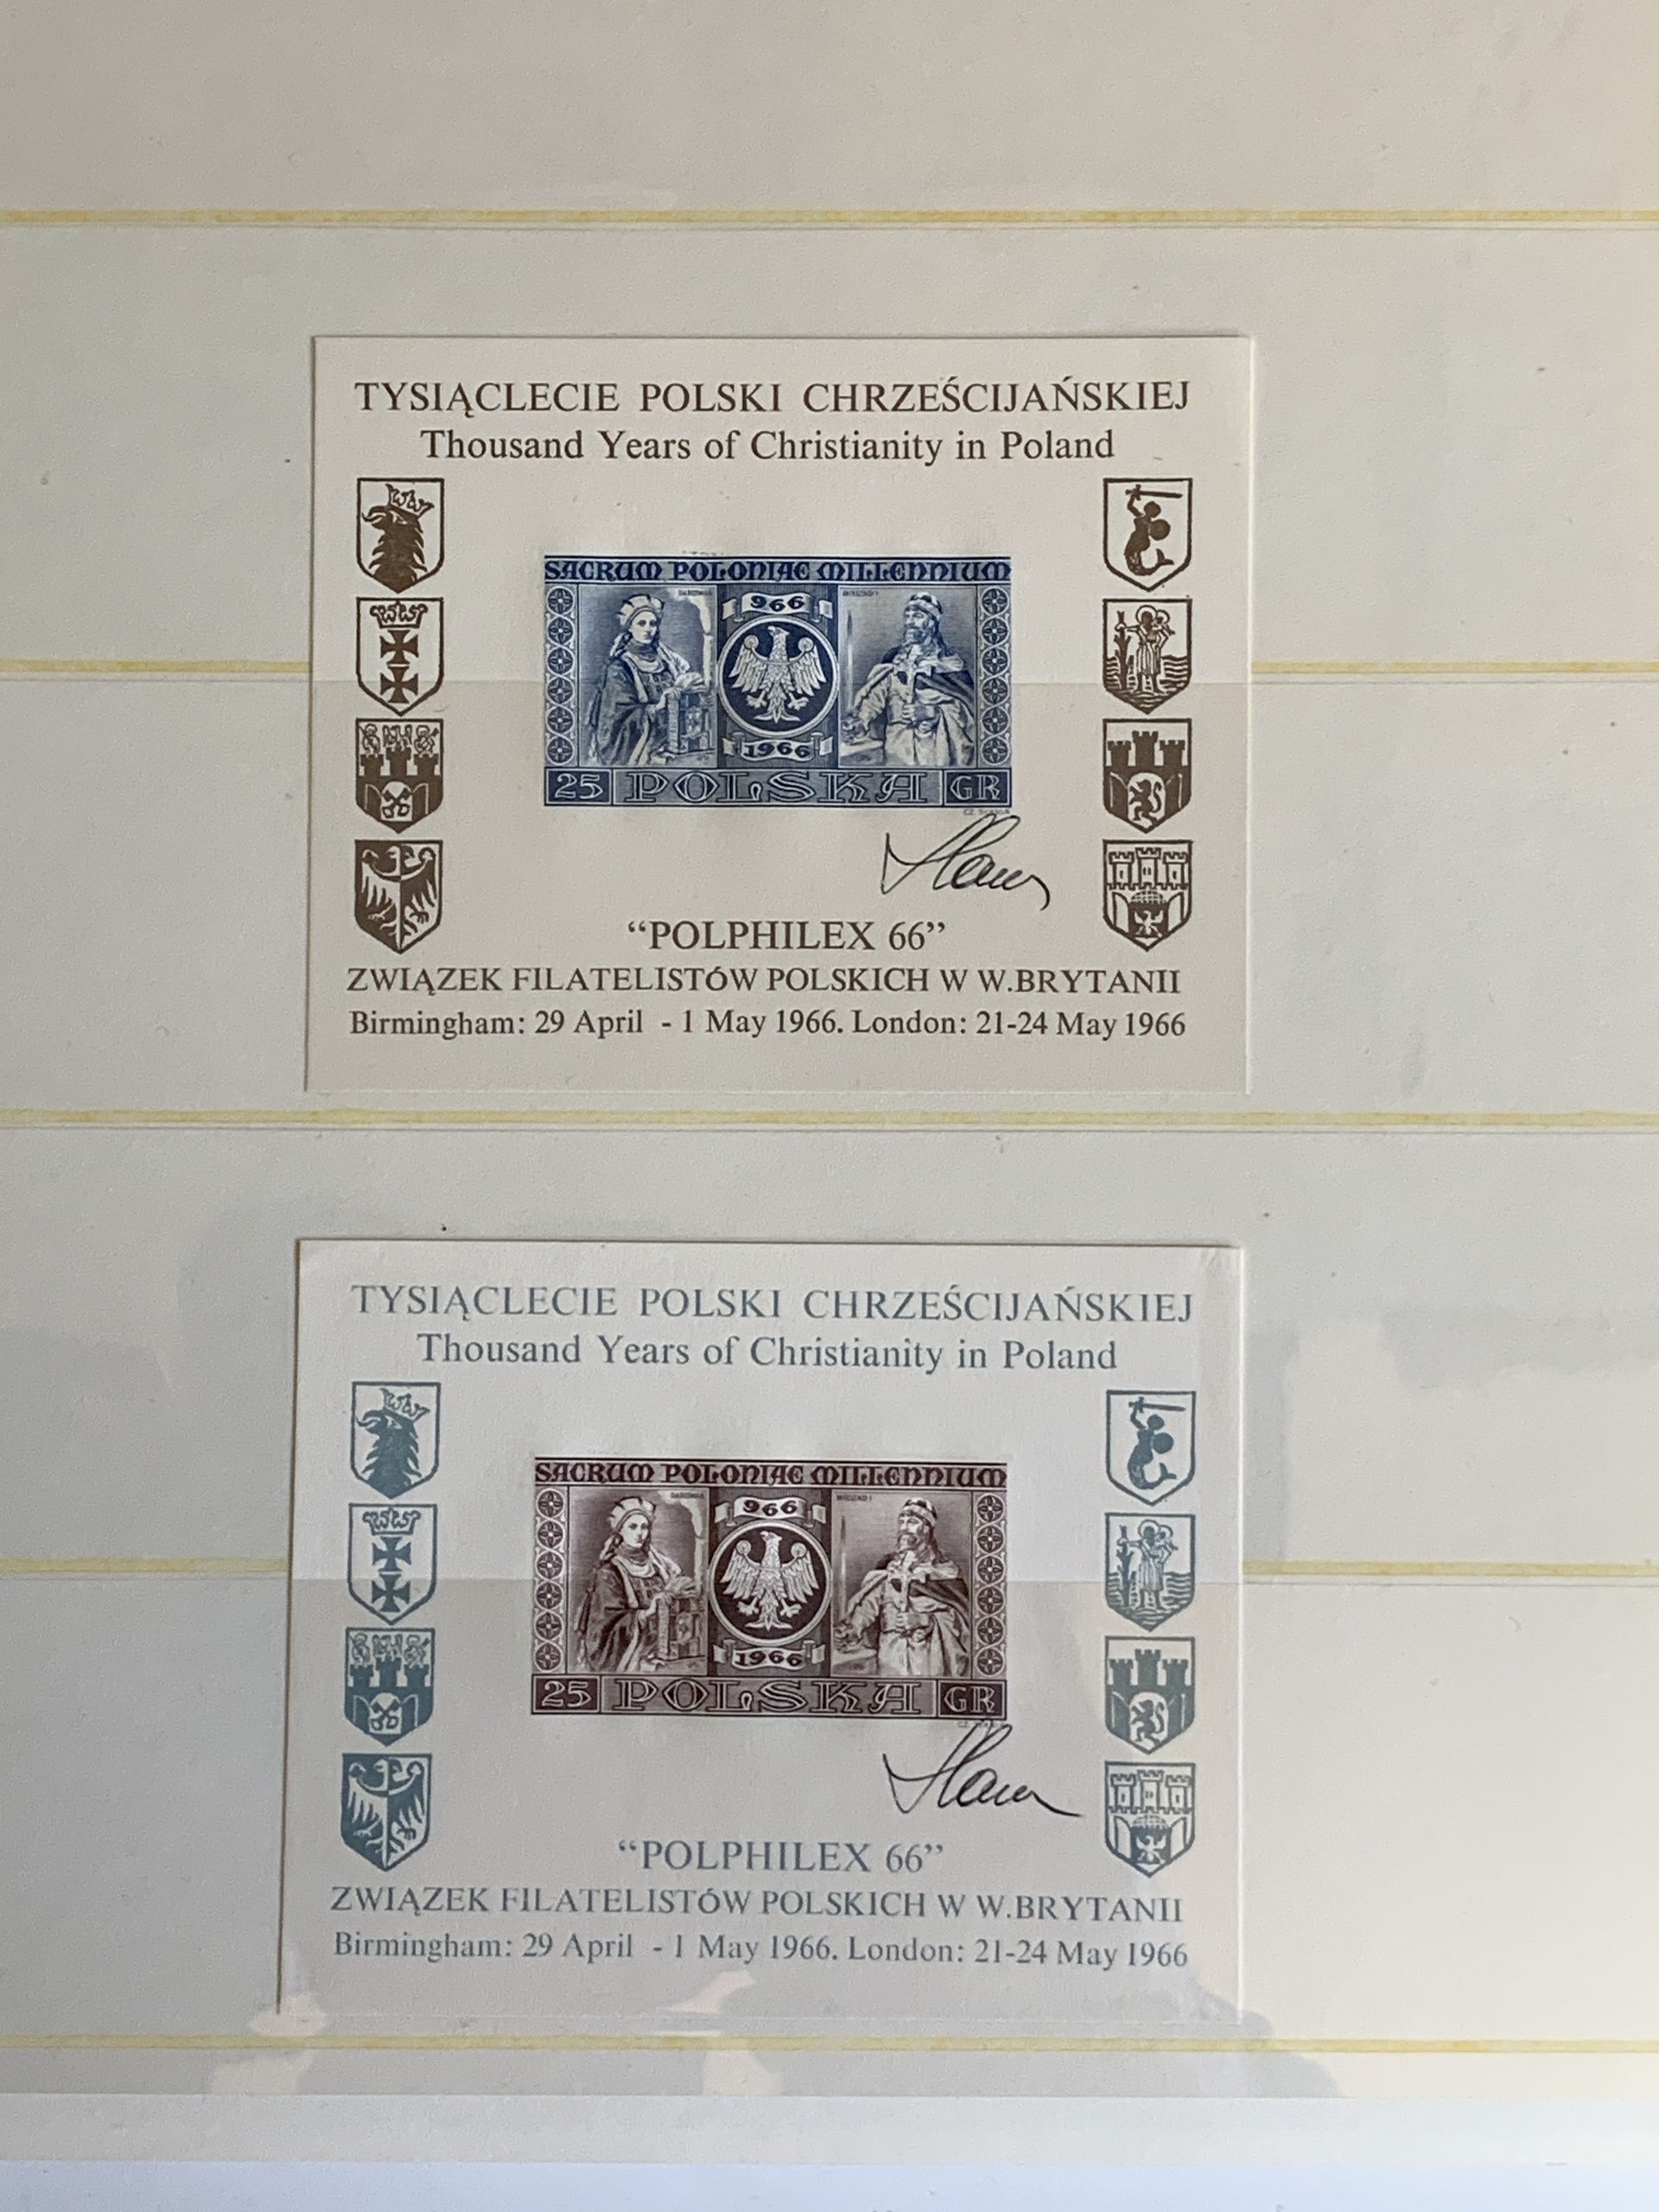 TYSIĄCLECIE POLSKI CHRZEŚCIJAŃSKIEJ
Thousand Years of Christianity in Poland
SACRUM POLONIAE MILLENNIUM
966
1966
25 POLSKA GR
"POLPHILEX 66"
ZWIĄZEK FILATELISTÓW POLSKICH W W.BRYTANII
Birmingham: 29 April - 1 May 1966. London: 21-24 May 1966
TYSIĄCLECIE POLSKI CHRZEŚCIJAŃSKIEJ
Thousand Years of Christianity in Poland
SACRUM POLONIAE MILLENNIUM
966
1966
25 POLSKA GR
"POLPHILEX 66"
ZWIĄZEK FILATELISTÓW POLSKICH W W.BRYTANII
Birmingham: 29 April - 1 May 1966. London: 21-24 May 1966